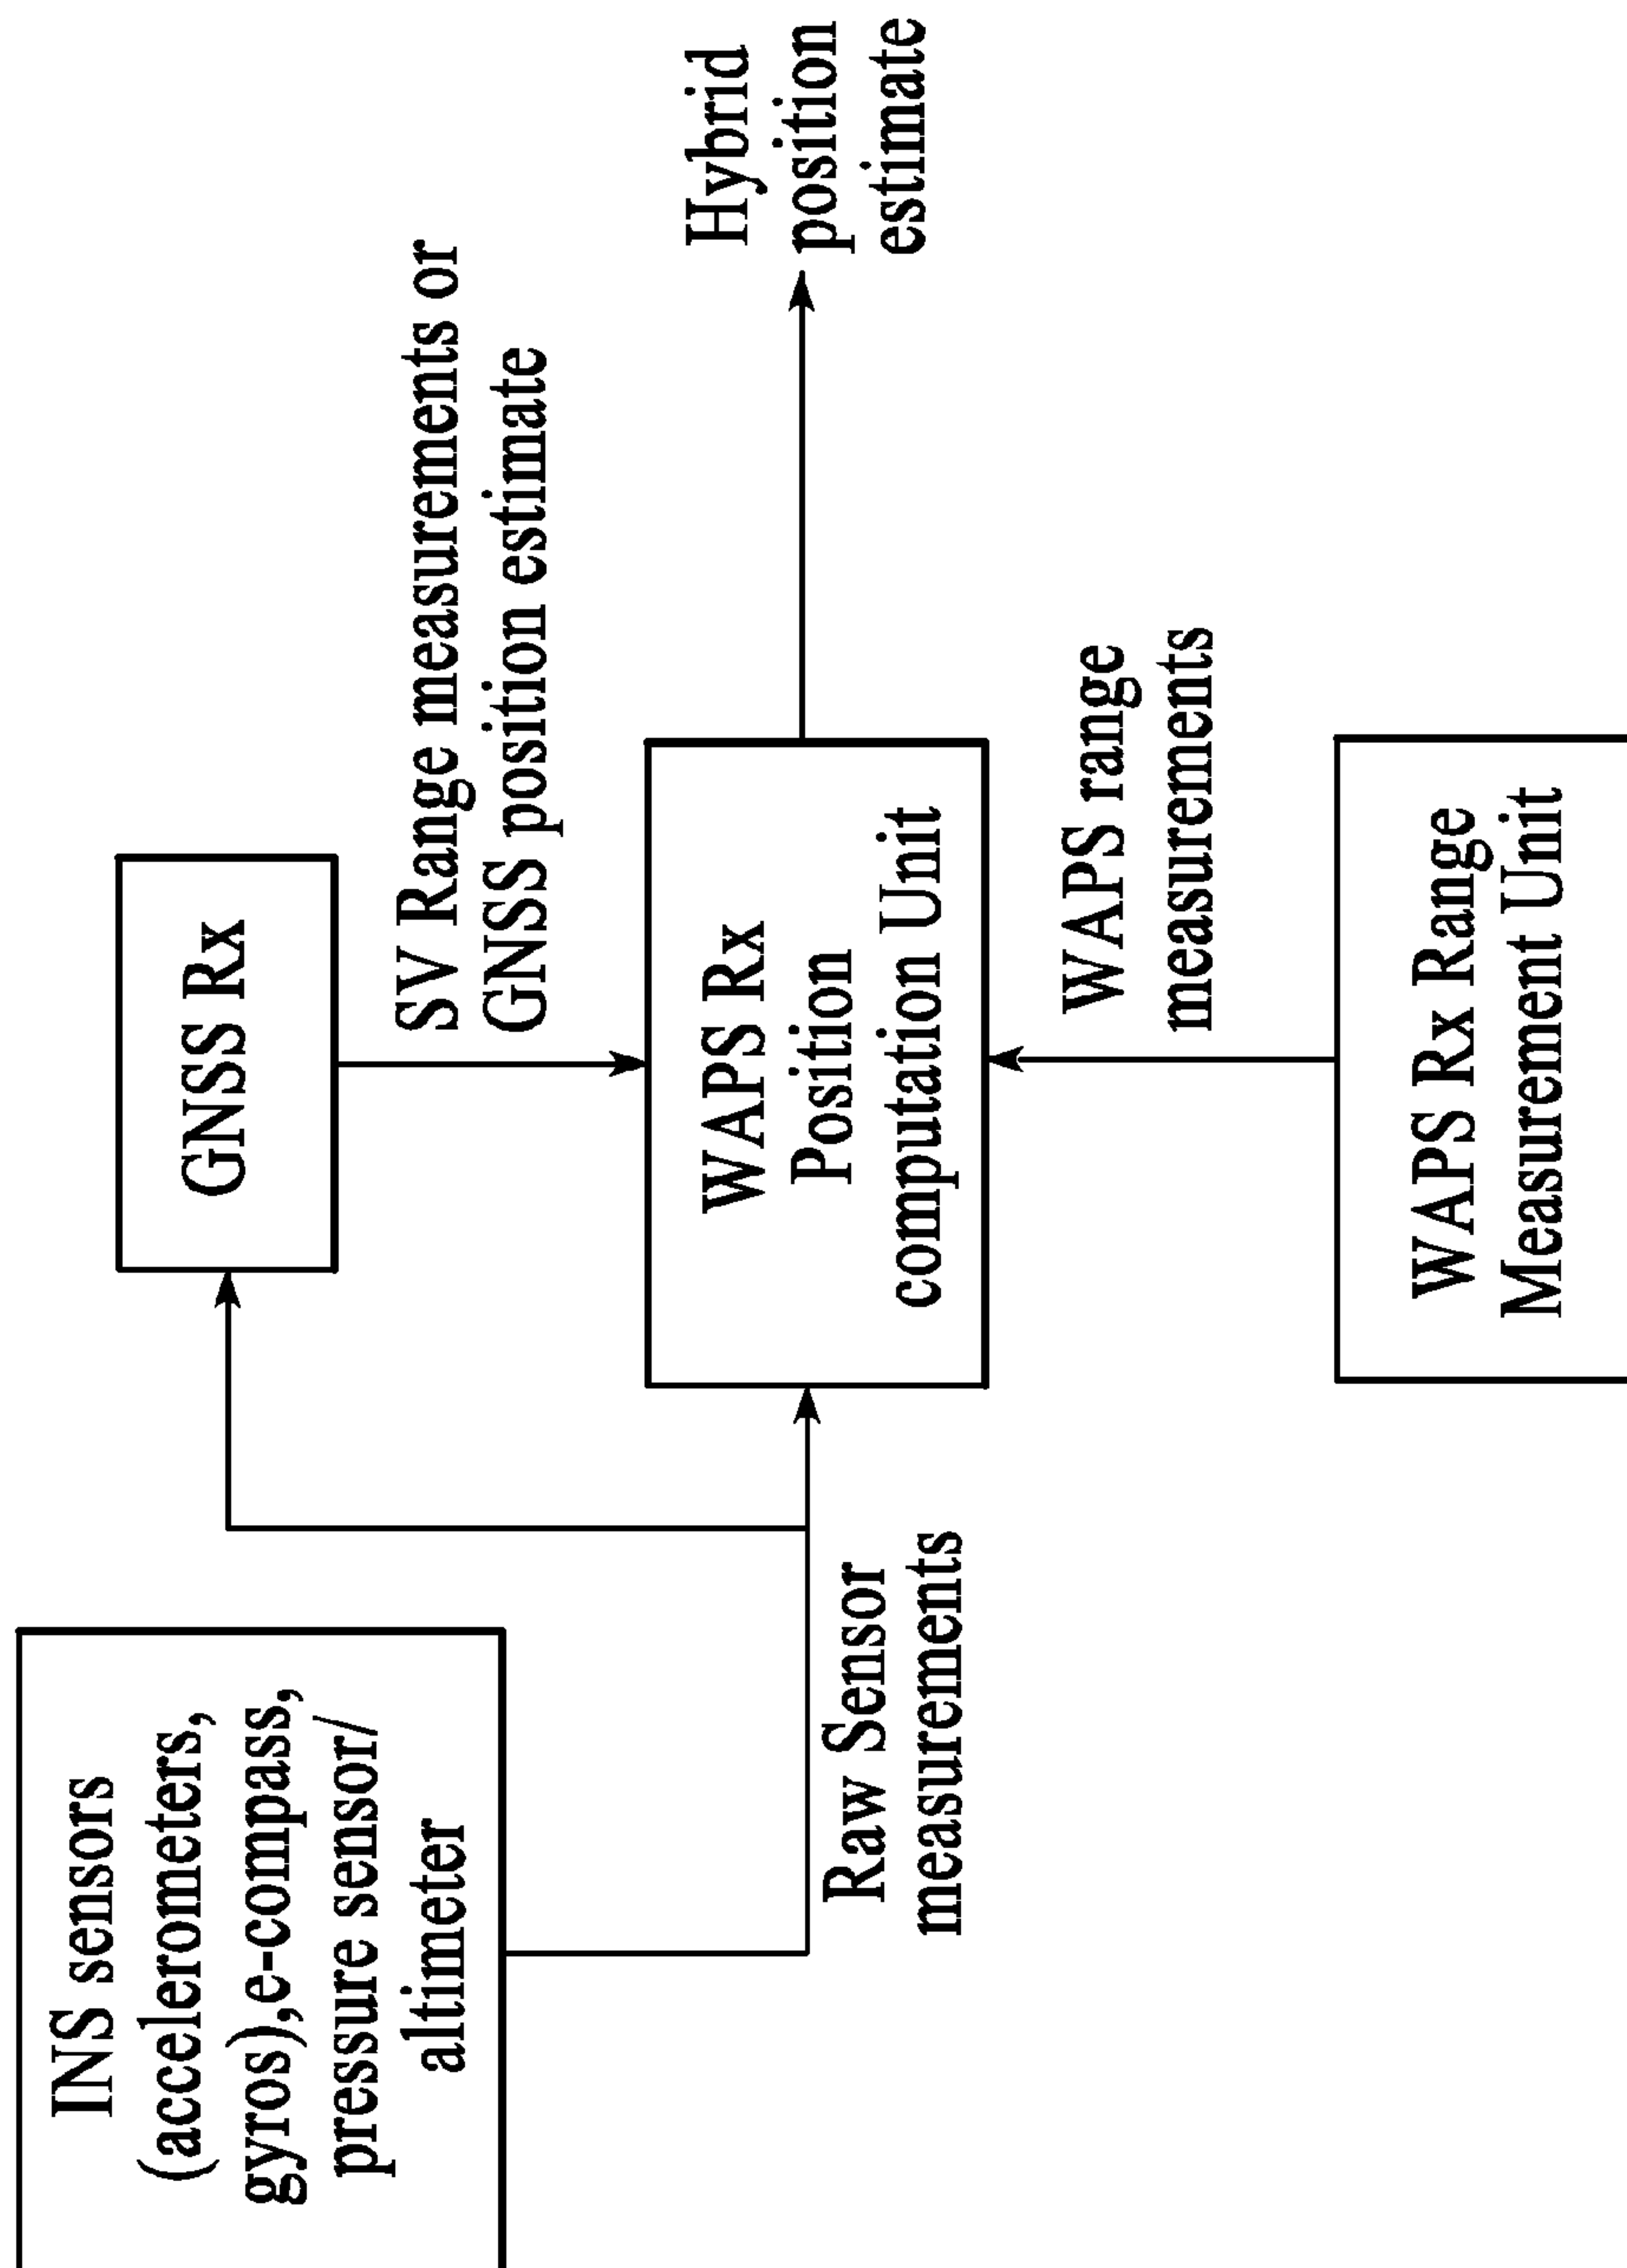 INS sensors
(accelerometers,
gyros),e-compass,
pressure sensor/
altimeter
Raw Sensor
measurements
GNSS Rx
SV Range measurements or
GNSS position estimate
WAPS Rx
Position
computation Unit
Hybrid
position
estimate
WAPS range
measurements
WAPS Rx Range
Measurement Unit